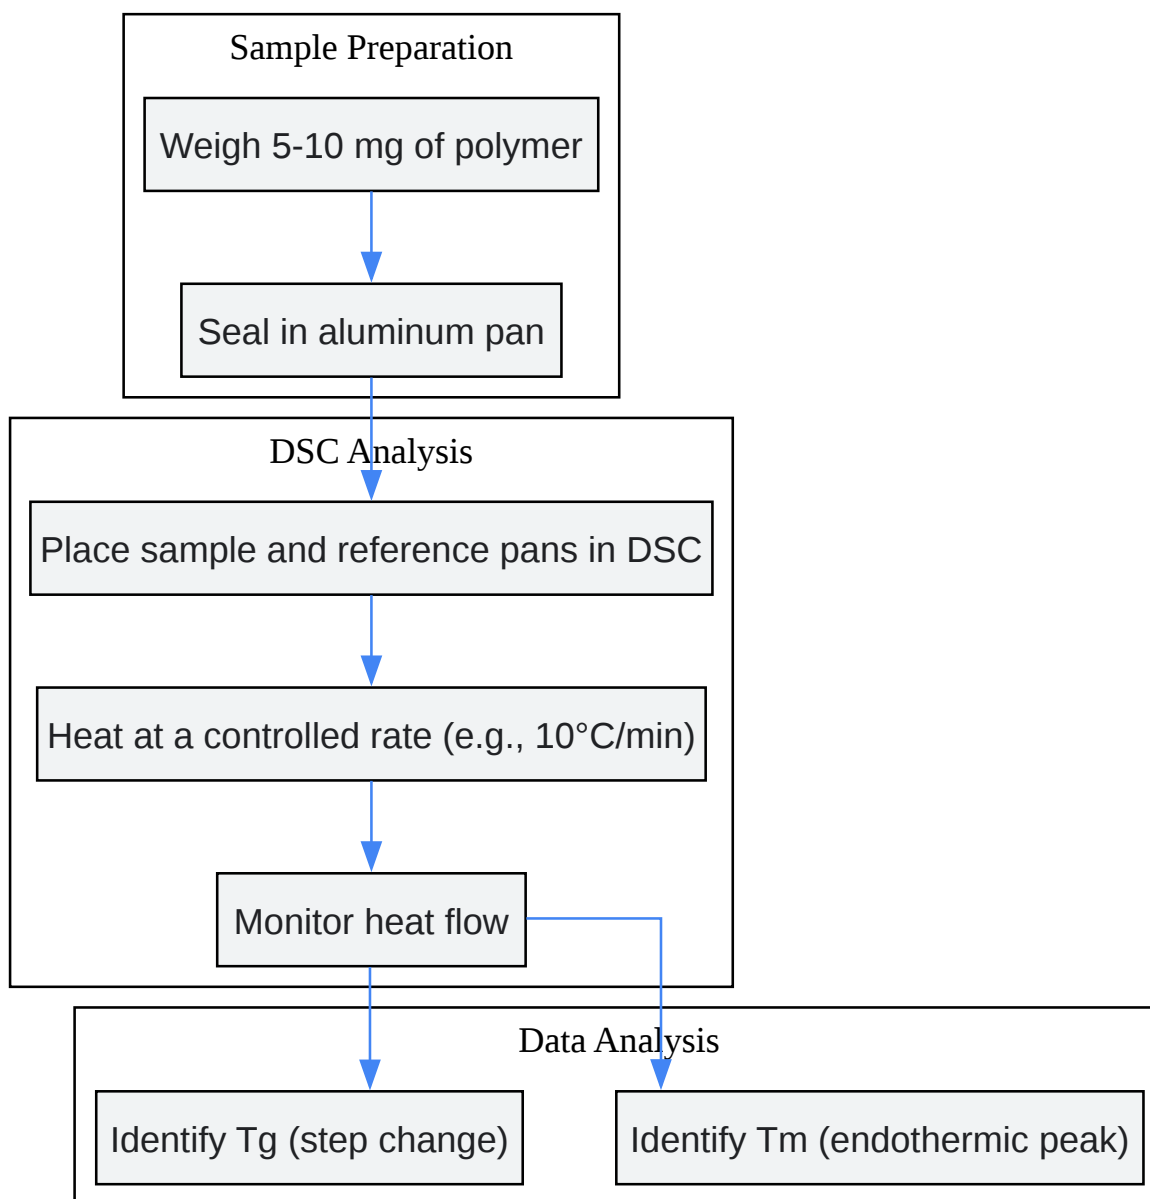 Sample Preparation
Weigh 5-10 mg of polymer
Seal in aluminum pan
DSC Analysis
Place sample and reference pans in DSC
Heat at a controlled rate (e.g., 10°C/min)
Monitor heat flow
Data Analysis
Identify Tg (step change)
Identify Tm (endothermic peak)